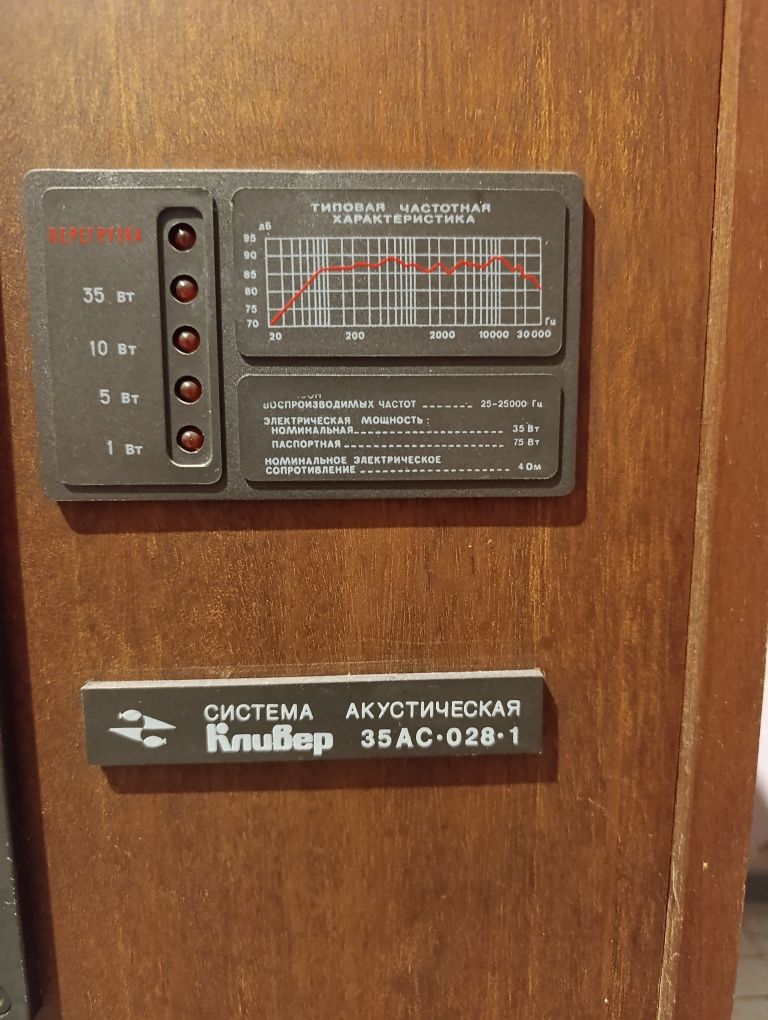 ПЕРЕГРУЗКА
35 Вт
10 Вт
5 Вт
1 Вт
ТИПОВАЯ ЧАСТОТНАЯ
ХАРАКТЕРИСТИКА
дБ
95
90
85
80
75
70
20 200 2000 10000 30000 Гц
ВОСПРОИЗВОДИМЫХ ЧАСТОТ 25-25000 Гц
ЭЛЕКТРИЧЕСКАЯ МОЩНОСТЬ:
НОМИНАЛЬНАЯ 35 Вт
ПАСПОРТНАЯ 75 Вт
НОМИНАЛЬНОЕ ЭЛЕКТРИЧЕСКОЕ
СОПРОТИВЛЕНИЕ 4 Ом
СИСТЕМА АКУСТИЧЕСКАЯ
Кливер 35АС·028·1